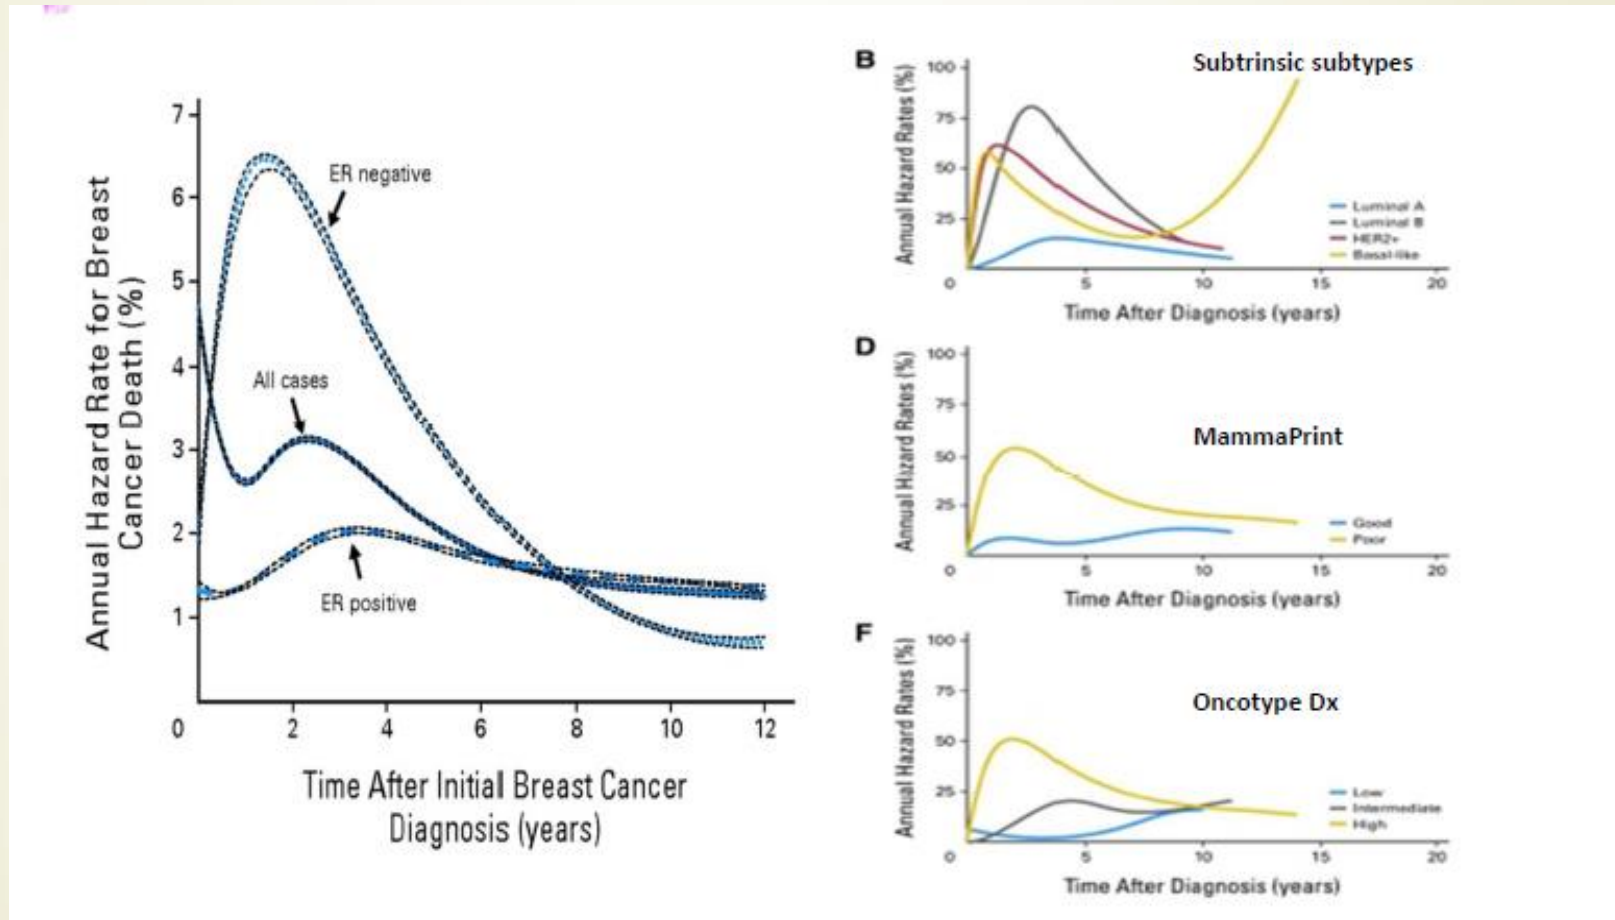 7
6
5
4
3
2
1
0
2
4
6
8
10
12
Annual Hazard Rate for Breast
Cancer Death (%)
ER negative
All cases
ER positive
Time After Initial Breast Cancer
Diagnosis (years)
B
Subtrinsic subtypes
Annual Hazard Rates (%)
100
75
50
25
0
5
10
15
20
Luminal A
Luminal B
HER2+
Basal-like
Time After Diagnosis (years)
D
MammaPrint
Annual Hazard Rates (%)
100
75
50
25
0
5
10
15
20
Good
Poor
Time After Diagnosis (years)
F
Oncotype Dx
Annual Hazard Rates (%)
100
75
50
25
0
5
10
15
20
Low
Intermediate
High
Time After Diagnosis (years)